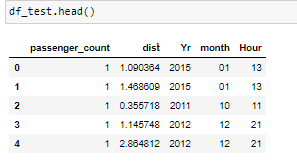 df_test.head()
passenger_count dist Yr month Hour
0 1 1.090364 2015 01 13
1 1 1.468609 2015 01 13
2 1 0.355718 2011 10 11
3 1 1.145748 2012 12 21
4 1 2.864812 2012 12 21